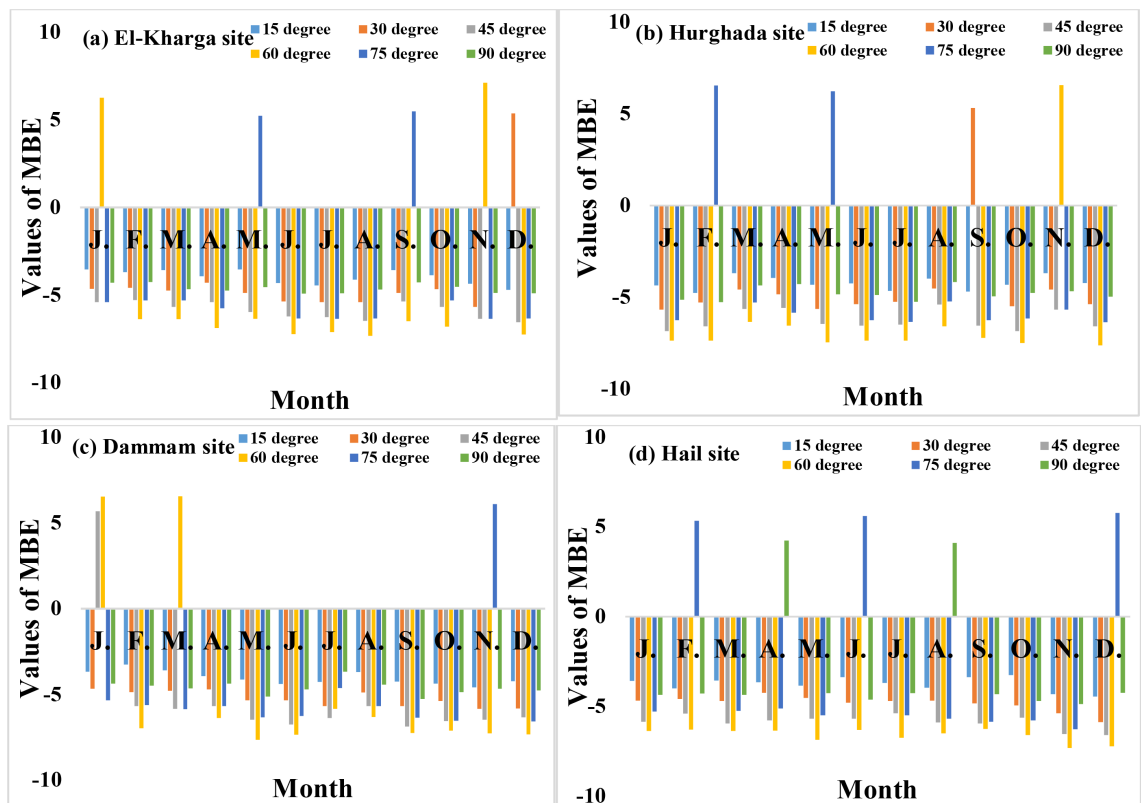 (a) El-Kharga site
15 degree 30 degree 45 degree
60 degree 75 degree 90 degree
10
5
0
-5
-10
Values of MBE
J. F. M. A. M. J. J. A. S. O. N. D.
Month
(b) Hurghada site
15 degree 30 degree 45 degree
60 degree 75 degree 90 degree
10
5
0
-5
-10
Values of MBE
J. F. M. A. M. J. J. A. S. O. N. D.
Month
(c) Dammam site
15 degree 30 degree 45 degree
60 degree 75 degree 90 degree
10
5
0
-5
-10
Values of MBE
J. F. M. A. M. J. J. A. S. O. N. D.
Month
(d) Hail site
15 degree 30 degree 45 degree
60 degree 75 degree 90 degree
10
5
0
-5
-10
Values of MBE
J. F. M. A. M. J. J. A. S. O. N. D.
Month